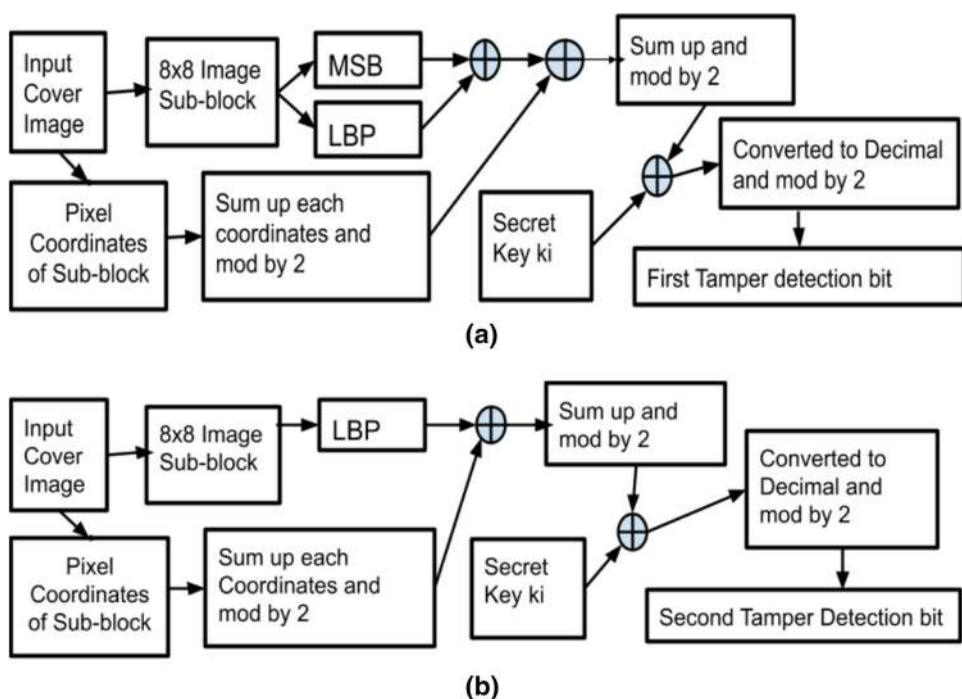 Input
Cover
Image
8x8 Image
Sub-block
MSB
LBP
Sum up and
mod by 2
Pixel
Coordinates
of Sub-block
Sum up each
coordinates and
mod by 2
Secret
Key ki
Converted to Decimal
and mod by 2
First Tamper detection bit
(a)
Input
Cover
Image
8x8 Image
Sub-block
LBP
Sum up and
mod by 2
Pixel
Coordinates
of Sub-block
Sum up each
Coordinates and
mod by 2
Secret
Key ki
Converted to
Decimal and
mod by 2
Second Tamper Detection bit
(b)